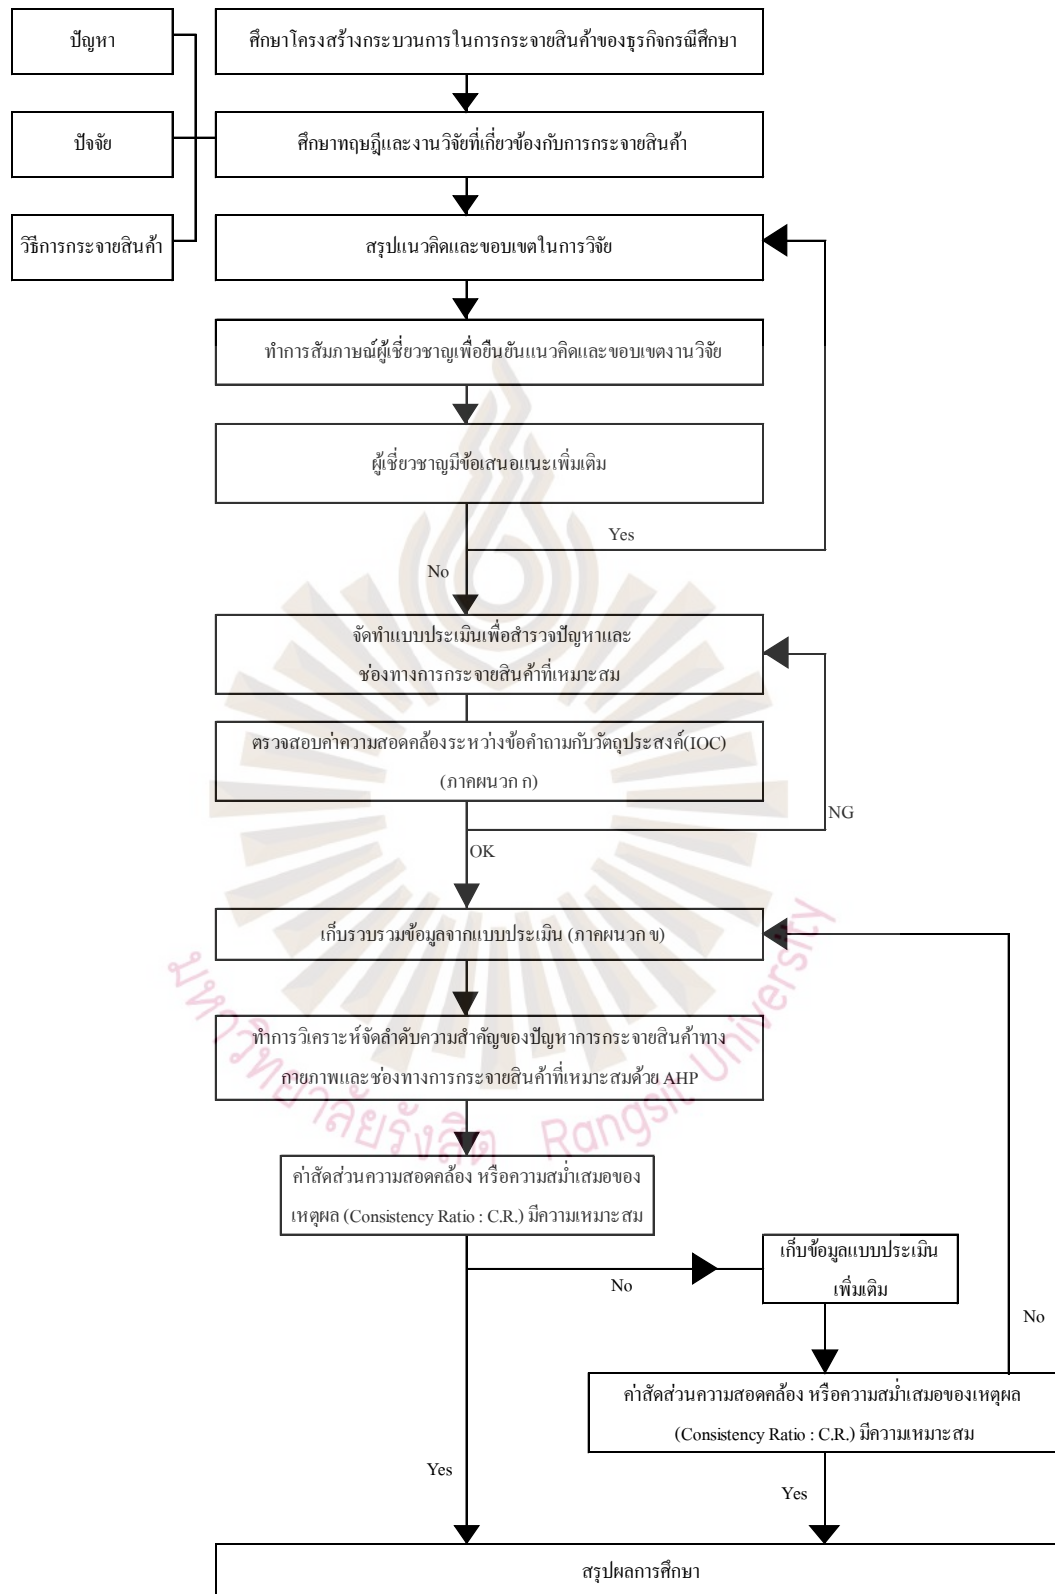 ปัญหา
ศึกษาโครงสร้างกระบวนการในการกระจายสินค้าของธุรกิจกรณีศึกษา
ปัจจัย
ศึกษาทฤษฎีและงานวิจัยที่เกี่ยวข้องกับการกระจายสินค้า
วิธีการกระจายสินค้า
สรุปแนวคิดและขอบเขตในการวิจัย
ทำการสัมภาษณ์ผู้เชี่ยวชาญเพื่อยืนยันแนวคิดและขอบเขตงานวิจัย
ผู้เชี่ยวชาญมีข้อเสนอแนะเพิ่มเติม
Yes
No
จัดทำแบบประเมินเพื่อสำรวจปัญหาและ
ช่องทางการกระจายสินค้าที่เหมาะสม
ตรวจสอบค่าความสอดคล้องระหว่างข้อคำถามกับวัตถุประสงค์(IOC)
(ภาคผนวก ก)
NG
OK
เก็บรวบรวมข้อมูลจากแบบประเมิน (ภาคผนวก ข)
ทำการวิเคราะห์จัดลำดับความสำคัญของปัญหาการกระจายสินค้าทาง
กายภาพและช่องทางการกระจายสินค้าที่เหมาะสมด้วย AHP
มหาวิทยาลัยรังสิต Rangsit University
ค่าสัดส่วนความสอดคล้อง หรือความสม่ำเสมอของ
เหตุผล (Consistency Ratio : C.R.) มีความเหมาะสม
เก็บข้อมูลแบบประเมิน
เพิ่มเติม
No
No
ค่าสัดส่วนความสอดคล้อง หรือความสม่ำเสมอของเหตุผล
(Consistency Ratio : C.R.) มีความเหมาะสม
Yes
Yes
สรุปผลการศึกษา